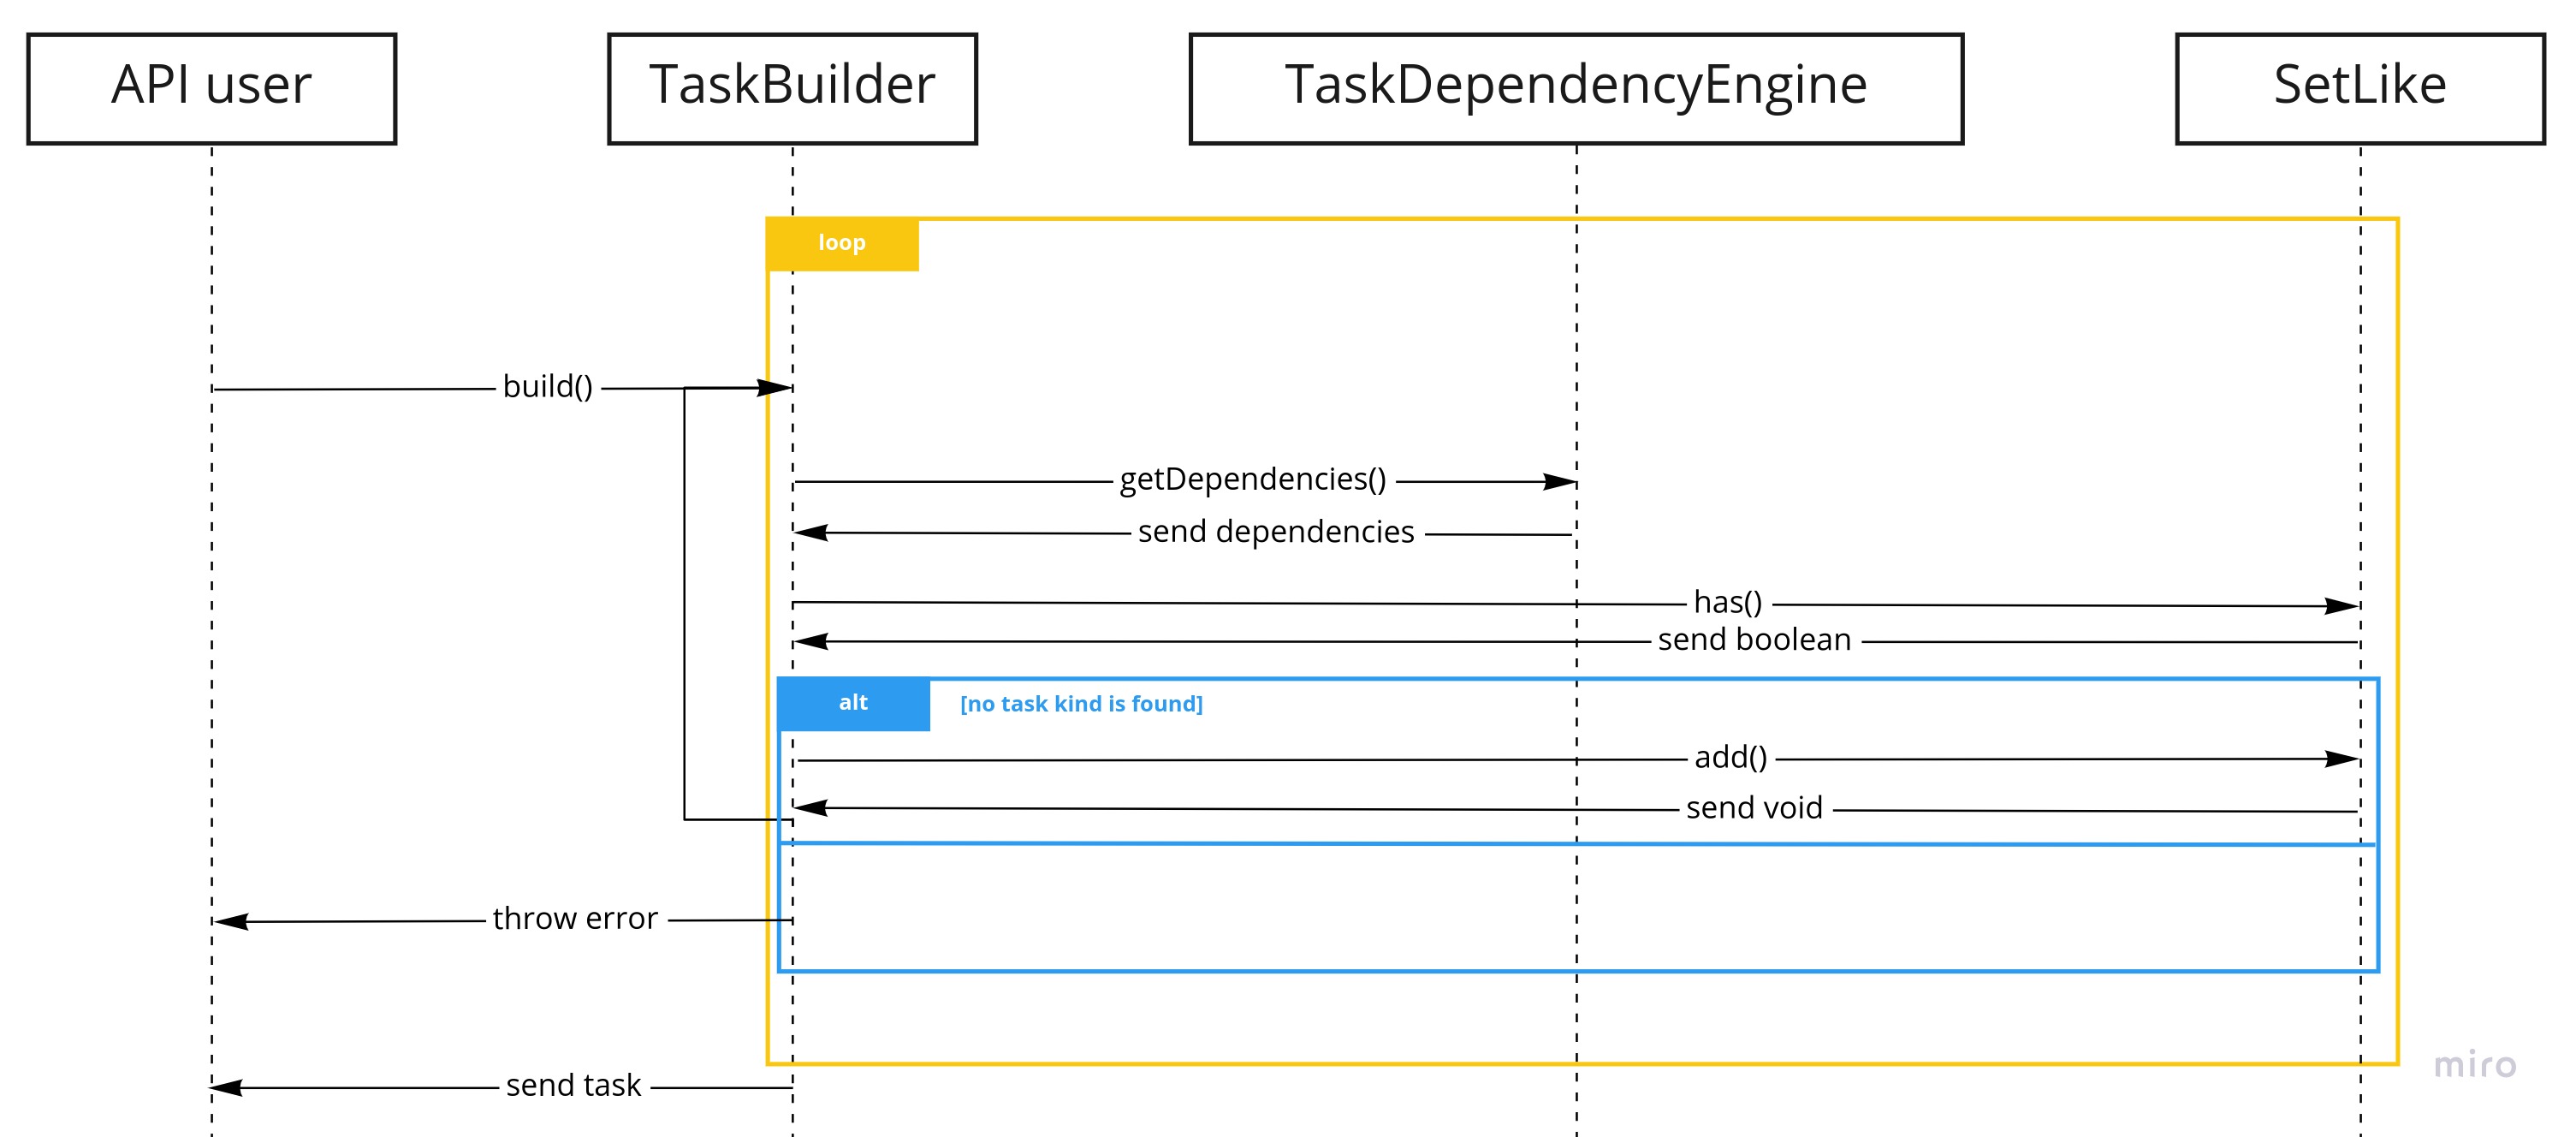 API user
TaskBuilder
TaskDependencyEngine
SetLike
loop
build()
getDependencies()
send dependencies
has()
send boolean
alt
[no task kind is found]
add()
send void
throw error
send task
miro